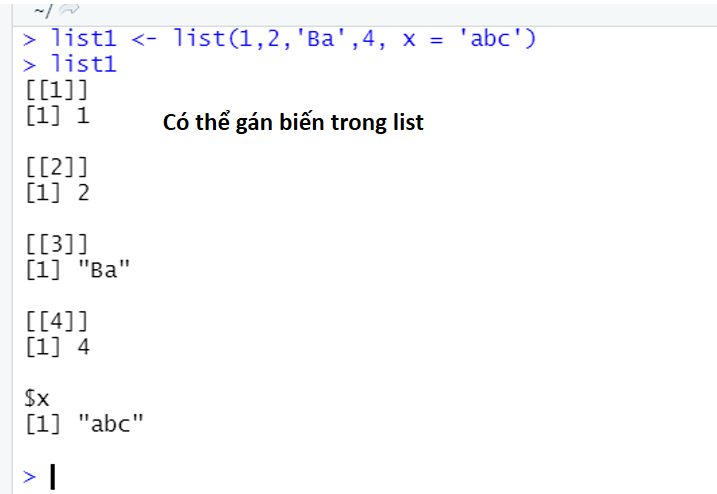 ~/
> list1 <- list(1,2,'Ba',4, x = 'abc')
> list1
[[1]]
[1] 1
Có thể gán biến trong list
[[2]]
[1] 2
[[3]]
[1] "Ba"
[[4]]
[1] 4
$x
[1] "abc"
>